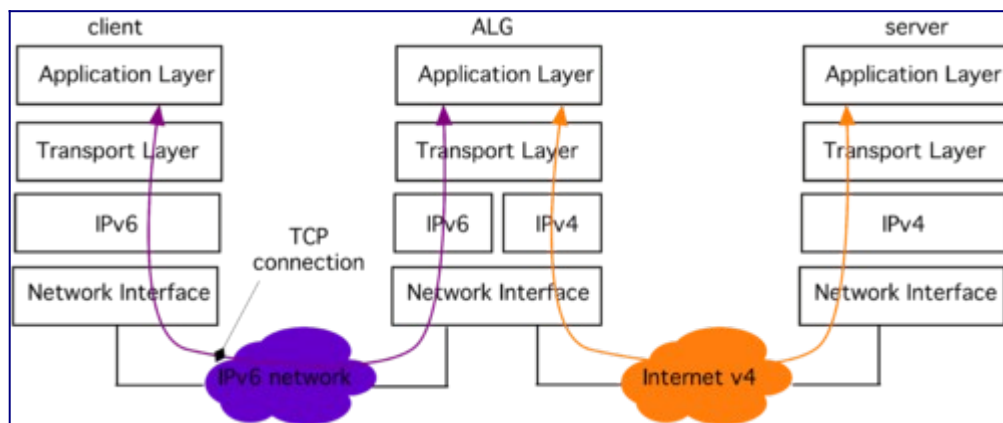 client
ALG
server
Application Layer
Application Layer
Application Layer
Transport Layer
Transport Layer
Transport Layer
IPv6
IPv6
IPv4
IPv4
TCP
connection
Network Interface
Network Interface
Network Interface
IPv6 network
Internet v4